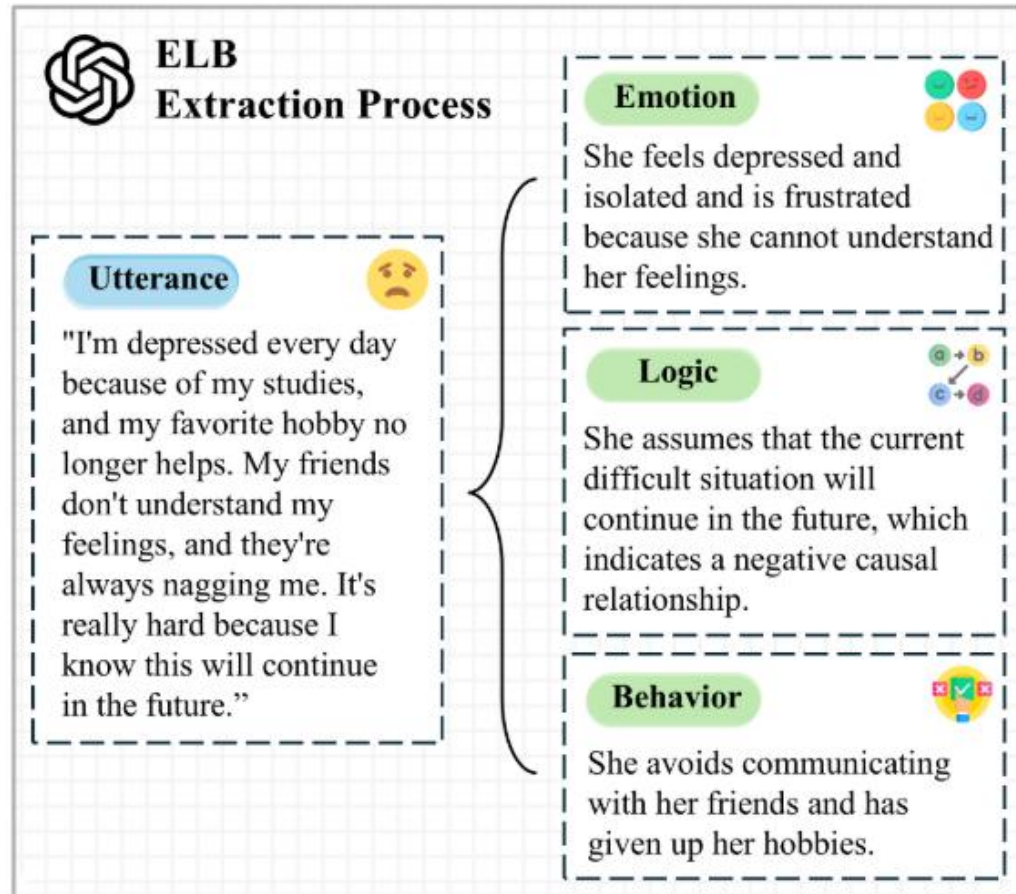 ELB
Extraction Process
Utterance
"I'm depressed every day
because of my studies,
and my favorite hobby no
longer helps. My friends
don't understand my
feelings, and they're
always nagging me. It's
really hard because I
know this will continue
in the future.”
Emotion
She feels depressed and
isolated and is frustrated
because she cannot understand
her feelings.
Logic
a
b
c
d
She assumes that the current
difficult situation will
continue in the future, which
indicates a negative causal
relationship.
Behavior
She avoids communicating
with her friends and has
given up her hobbies.